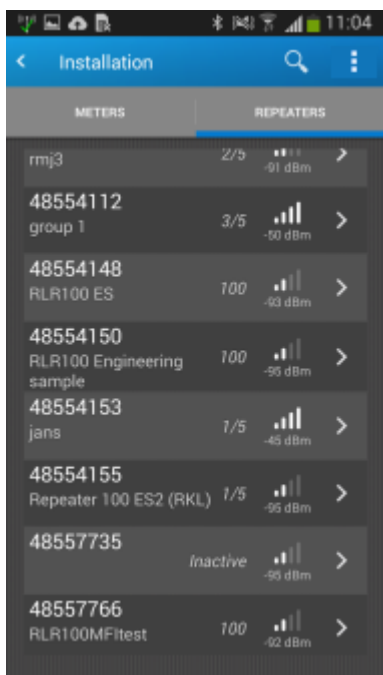 11:04
Installation
METERS REPEATERS
rmj3 2/5 -91 dBm
48554112
group 1 3/5 -50 dBm
48554148
RLR100 ES 100 -93 dBm
48554150
RLR100 Engineering
sample 100 -95 dBm
48554153
jans 1/5 -45 dBm
48554155
Repeater 100 ES2 (RKL) 1/5 -95 dBm
48557735
Inactive -95 dBm
48557766
RLR100MFItest 100 -92 dBm